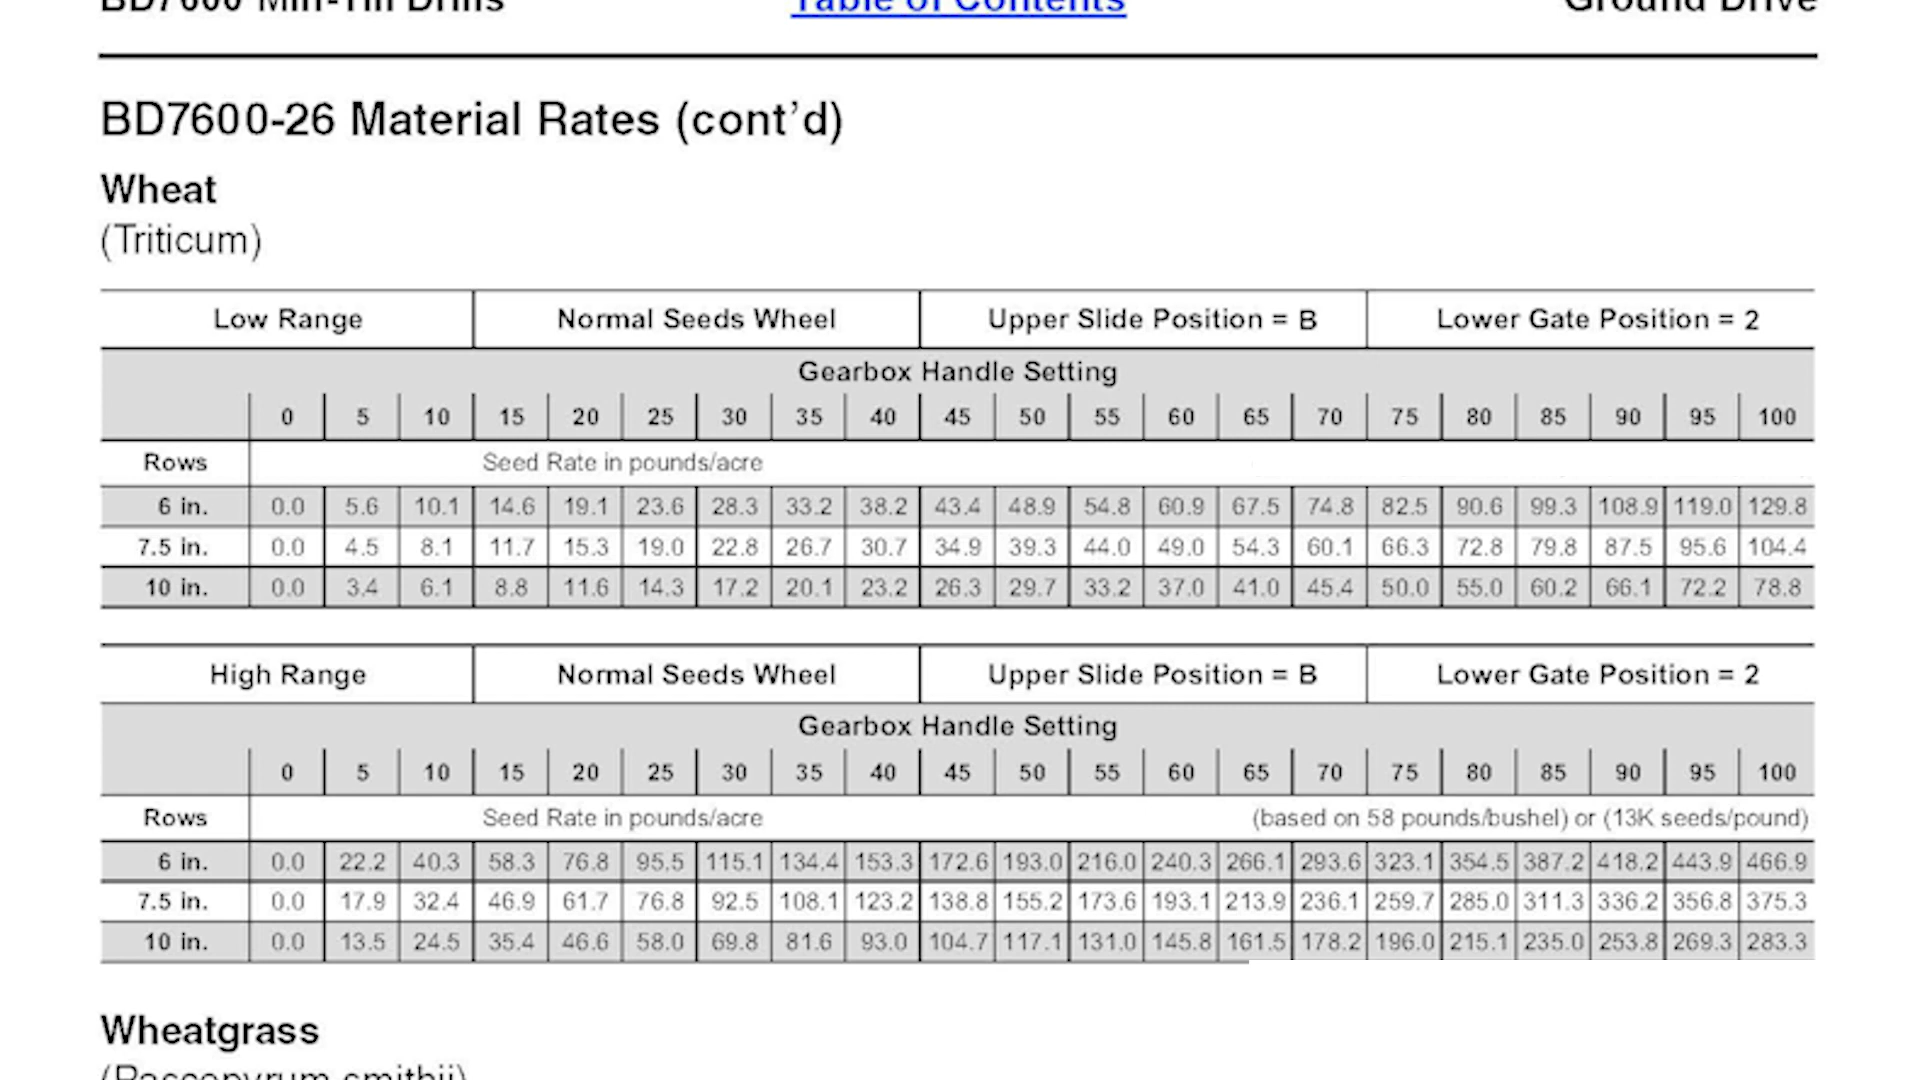 BD7600 Min-Till Drills Table of Contents Ground Drive
BD7600-26 Material Rates (cont’d)
Wheat
(Triticum)
Low Range Normal Seeds Wheel Upper Slide Position = B Lower Gate Position = 2
Gearbox Handle Setting
0 5 10 15 20 25 30 35 40 45 50 55 60 65 70 75 80 85 90 95 100
Rows Seed Rate in pounds/acre
6 in. 0.0 5.6 10.1 14.6 19.1 23.6 28.3 33.2 38.2 43.4 48.9 54.8 60.9 67.5 74.8 82.5 90.6 99.3 108.9 119.0 129.8
7.5 in. 0.0 4.5 8.1 11.7 15.3 19.0 22.8 26.7 30.7 34.9 39.3 44.0 49.0 54.3 60.1 66.3 72.8 79.8 87.5 95.6 104.4
10 in. 0.0 3.4 6.1 8.8 11.6 14.3 17.2 20.1 23.2 26.3 29.7 33.2 37.0 41.0 45.4 50.0 55.0 60.2 66.1 72.2 78.8
High Range Normal Seeds Wheel Upper Slide Position = B Lower Gate Position = 2
Gearbox Handle Setting
0 5 10 15 20 25 30 35 40 45 50 55 60 65 70 75 80 85 90 95 100
Rows Seed Rate in pounds/acre (based on 58 pounds/bushel) or (13K seeds/pound)
6 in. 0.0 22.2 40.3 58.3 76.8 95.5 115.1 134.4 153.3 172.6 193.0 216.0 240.3 266.1 293.6 323.1 354.5 387.2 418.2 443.9 466.9
7.5 in. 0.0 17.9 32.4 46.9 61.7 76.8 92.5 108.1 123.2 138.8 155.2 173.6 193.1 213.9 236.1 259.7 285.0 311.3 336.2 356.8 375.3
10 in. 0.0 13.5 24.5 35.4 46.6 58.0 69.8 81.6 93.0 104.7 117.1 131.0 145.8 161.5 178.2 196.0 215.1 235.0 253.8 269.3 283.3
Wheatgrass
(Pascopyrum smithii)